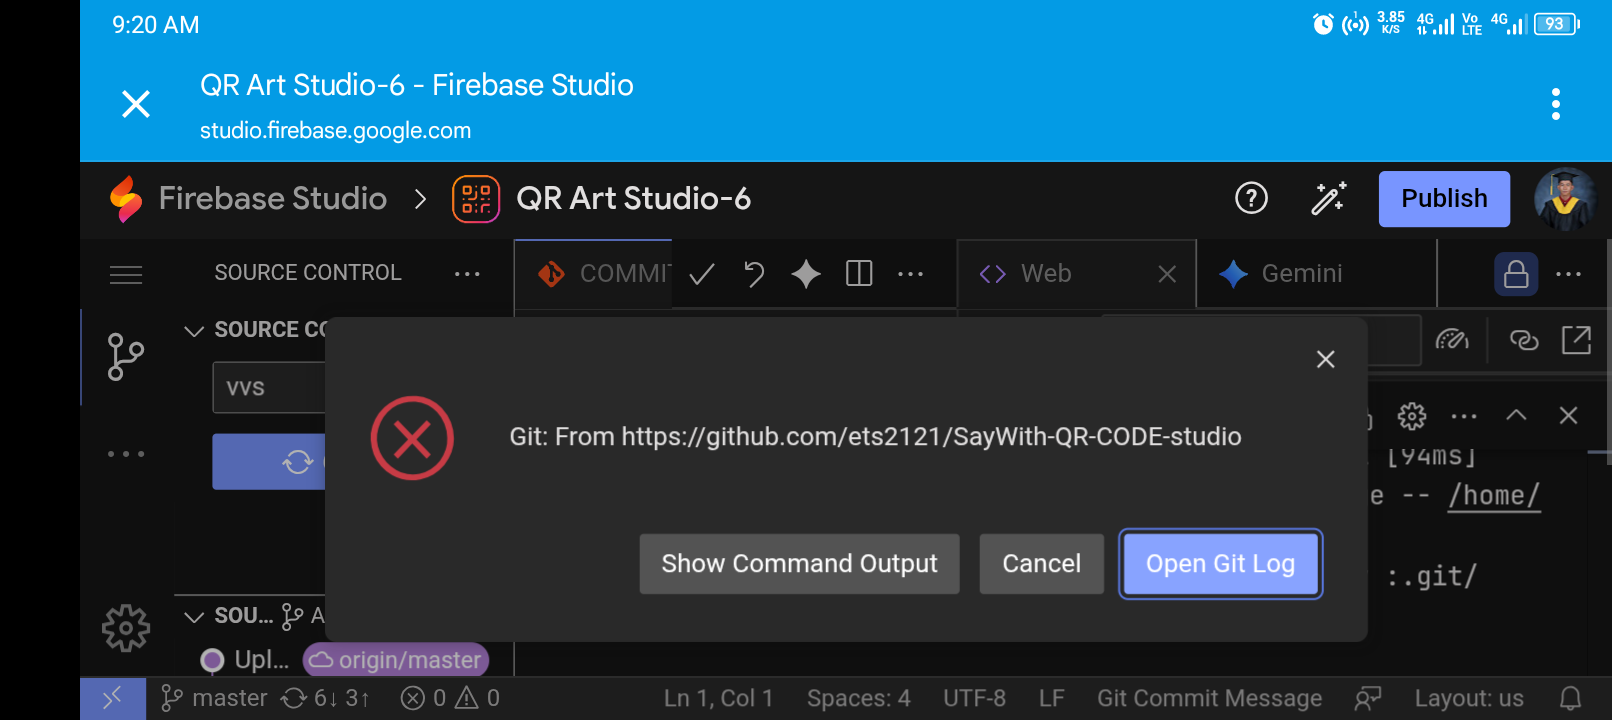 9:20 AM
3.85 K/S 4G Vo LTE 4G 93
QR Art Studio-6 - Firebase Studio
studio.firebase.google.com
Firebase Studio > QR Art Studio-6
Publish
SOURCE CONTROL
COMMIT
Web
Gemini
SOURCE CO
vvs
Git: From https://github.com/ets2121/SayWith-QR-CODE-studio
[94ms]
e -- /home/
Show Command Output
Cancel
Open Git Log
:.git/
SOU... A
Upl... origin/master
master 6↓ 3↑ 0 0 Ln 1, Col 1 Spaces: 4 UTF-8 LF Git Commit Message Layout: us